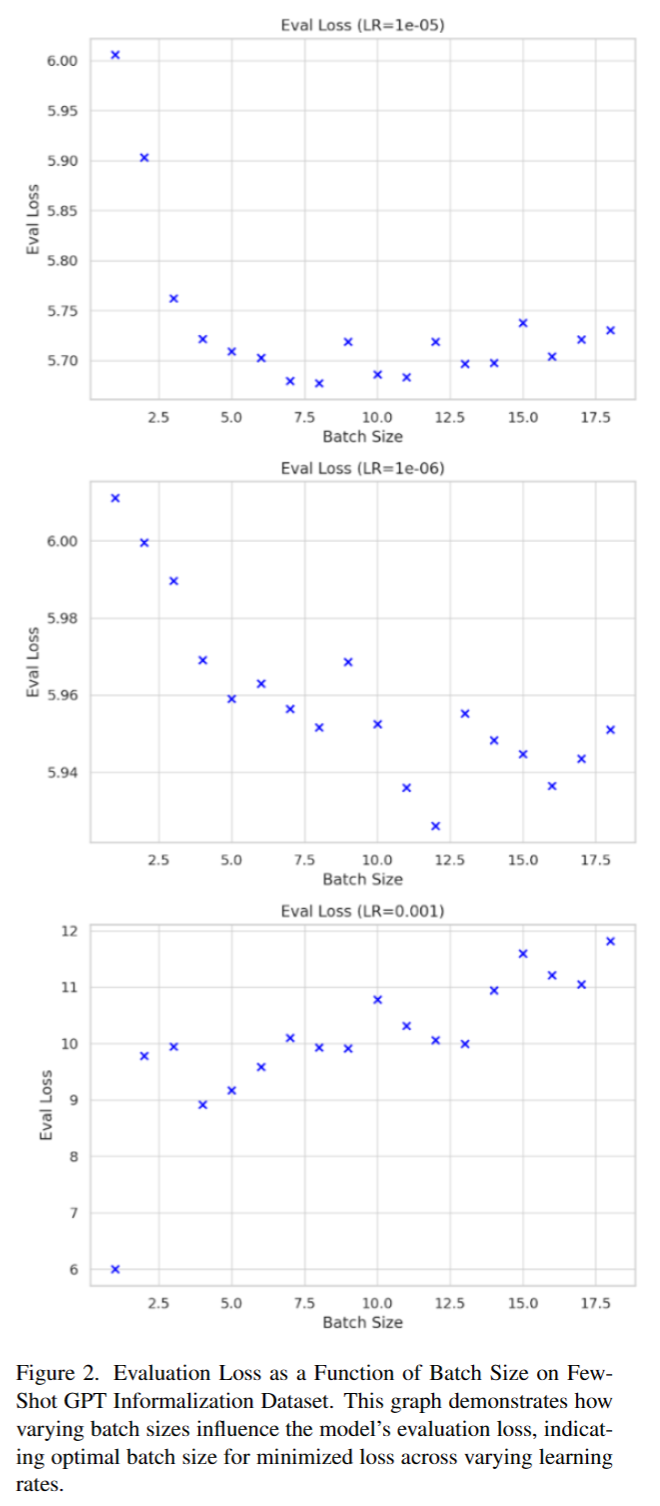 Eval Loss (LR=1e-05)
6.00
5.95
5.90
5.85
5.80
5.75
5.70
Eval Loss
2.5 5.0 7.5 10.0 12.5 15.0 17.5
Batch Size
Eval Loss (LR=1e-06)
6.00
5.98
5.96
5.94
Eval Loss
2.5 5.0 7.5 10.0 12.5 15.0 17.5
Batch Size
Eval Loss (LR=0.001)
12
11
10
9
8
7
6
Eval Loss
2.5 5.0 7.5 10.0 12.5 15.0 17.5
Batch Size
Figure 2. Evaluation Loss as a Function of Batch Size on Few-
Shot GPT Informalization Dataset. This graph demonstrates how
varying batch sizes influence the model's evaluation loss, indicat-
ing optimal batch size for minimized loss across varying learning
rates.